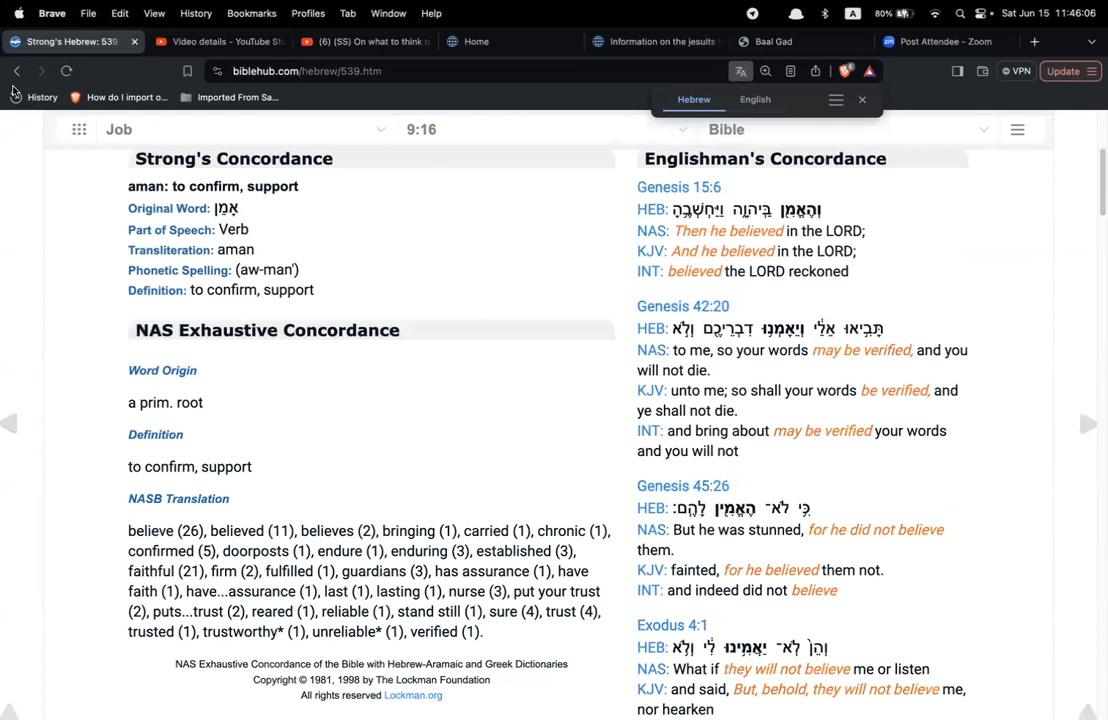 Brave File Edit View History Bookmarks Profiles Tab Window Help A 80% Sat Jun 15 11:46:06
Strong's Hebrew: 539 Video details - YouTube St (6) (SS) On what to think o Home Information on the jesuits Baal Gad Post Attendee - Zoom
biblehub.com/hebrew/539.htm 6 VPN Update
History How do I import o... Imported From Sa...
Hebrew English
Job 9:16 Bible
Strong's Concordance
aman: to confirm, support
Original Word: אָמַן
Part of Speech: Verb
Transliteration: aman
Phonetic Spelling: (aw-man')
Definition: to confirm, support
NAS Exhaustive Concordance
Word Origin
a prim. root
Definition
to confirm, support
NASB Translation
believe (26), believed (11), believes (2), bringing (1), carried (1), chronic (1),
confirmed (5), doorposts (1), endure (1), enduring (3), established (3),
faithful (21), firm (2), fulfilled (1), guardians (3), has assurance (1), have
faith (1), have...assurance (1), last (1), lasting (1), nurse (3), put your trust
(2), puts...trust (2), reared (1), reliable (1), stand still (1), sure (4), trust (4),
trusted (1), trustworthy* (1), unreliable* (1), verified (1).
NAS Exhaustive Concordance of the Bible with Hebrew-Aramaic and Greek Dictionaries
Copyright © 1981, 1998 by The Lockman Foundation
All rights reserved Lockman.org
Englishman's Concordance
Genesis 15:6
HEB: וְהֶאֱמִ֖ן בַּֽיהוָ֑ה וַיַּחְשְׁבֶ֥הָ
NAS: Then he believed in the LORD;
KJV: And he believed in the LORD;
INT: believed the LORD reckoned
Genesis 42:20
HEB: תָּבִ֣יאוּ אֵלַ֔י וְיֵאָמְנ֥וּ דִבְרֵיכֶ֖ם וְלֹ֣א
NAS: to me, so your words may be verified, and you
will not die.
KJV: unto me; so shall your words be verified, and
ye shall not die.
INT: and bring about may be verified your words
and you will not
Genesis 45:26
HEB: כִּ֥י לֹא־ הֶאֱמִ֖ין לָהֶֽם׃
NAS: But he was stunned, for he did not believe
them.
KJV: fainted, for he believed them not.
INT: and indeed did not believe
Exodus 4:1
HEB: וְהֵן֙ לֹֽא־ יַאֲמִ֣ינוּ לִ֔י וְלֹ֥א
NAS: What if they will not believe me or listen
KJV: and said, But, behold, they will not believe me,
nor hearken